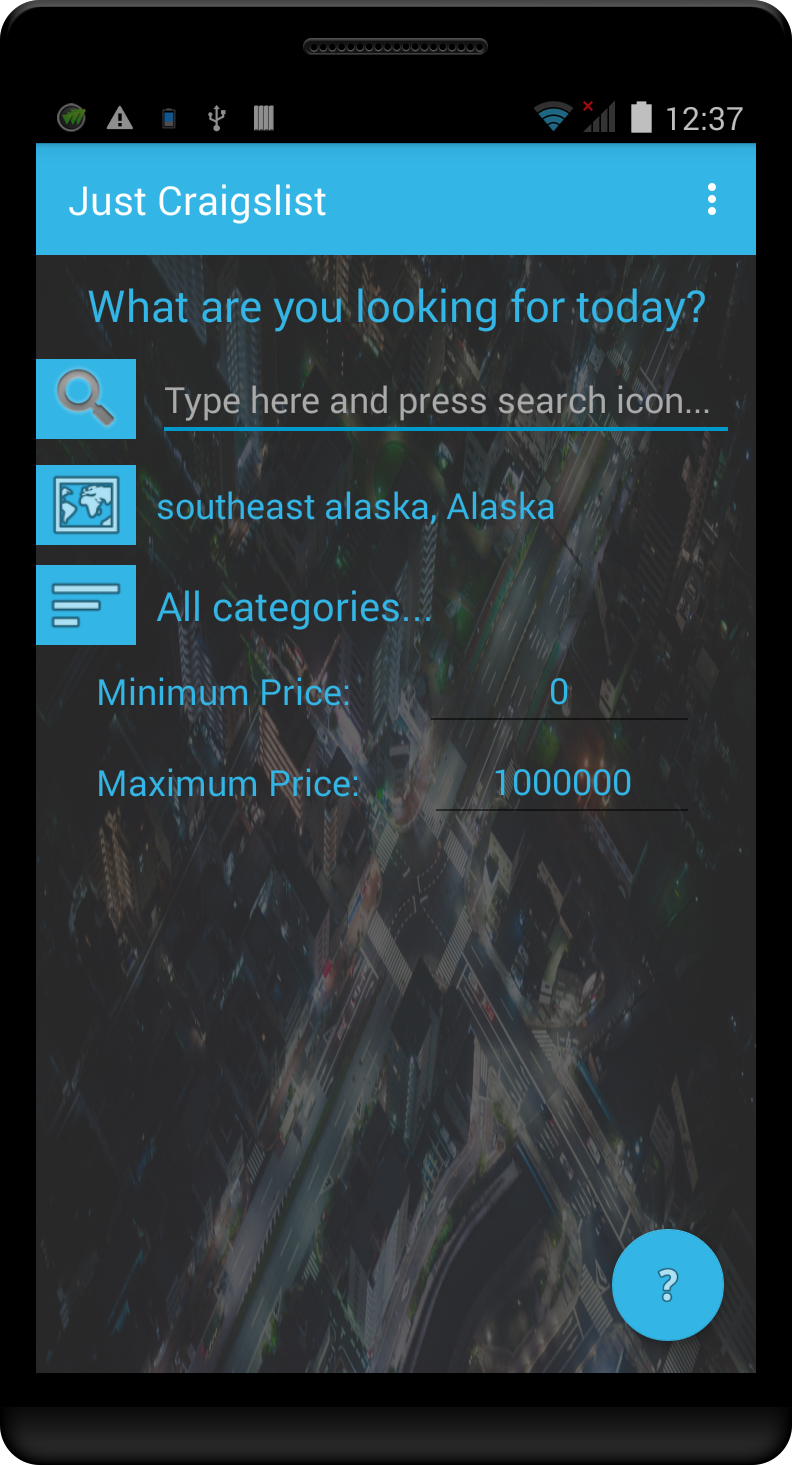 12:37
Just Craigslist
What are you looking for today?
Type here and press search icon...
southeast alaska, Alaska
All categories...
Minimum Price: 0
Maximum Price: 1000000
?